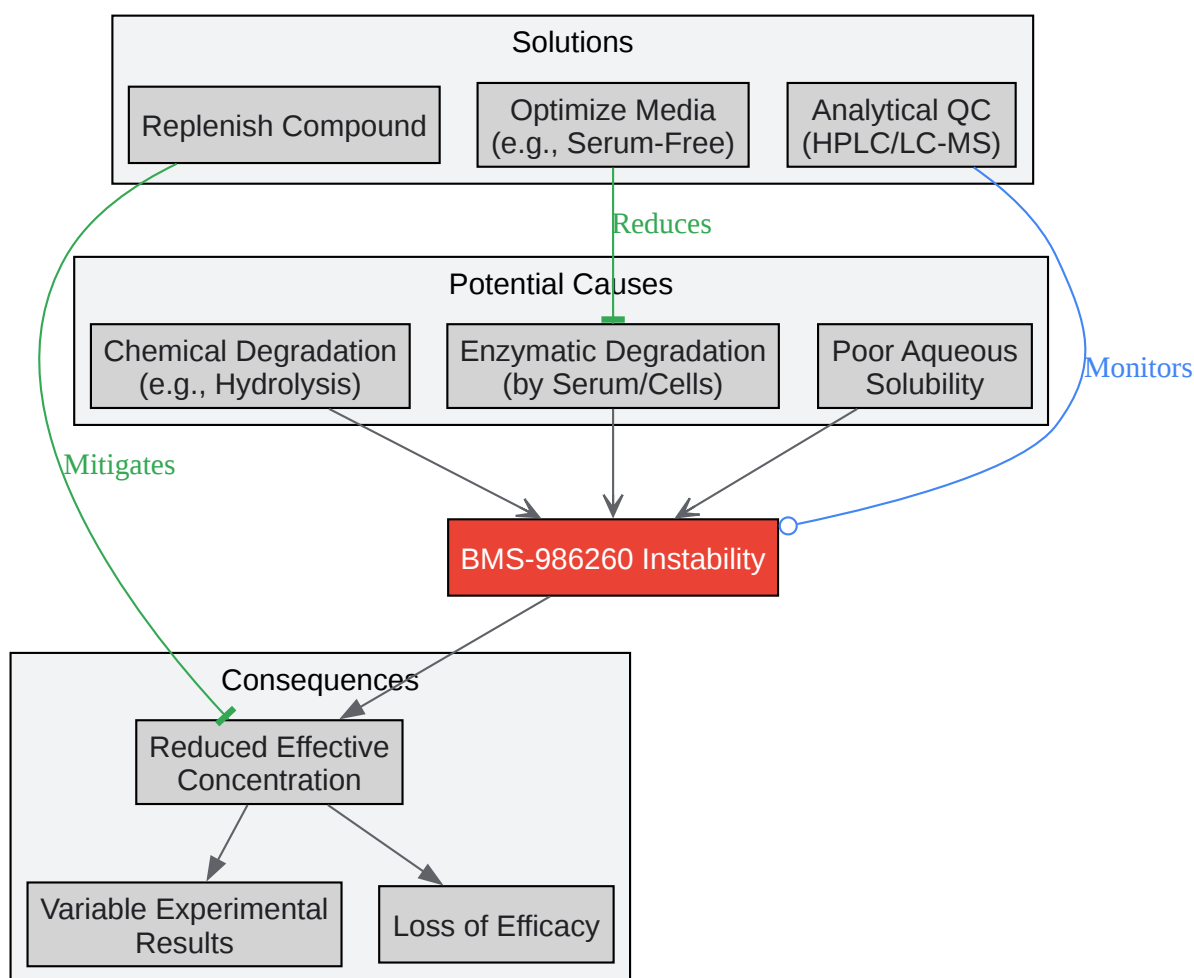 Solutions
Replenish Compound
Optimize Media
(e.g., Serum-Free)
Analytical QC
(HPLC/LC-MS)
Reduces
Potential Causes
Chemical Degradation
(e.g., Hydrolysis)
Enzymatic Degradation
(by Serum/Cells)
Poor Aqueous
Solubility
Monitors
Mitigates
BMS-986260 Instability
Consequences
Reduced Effective
Concentration
Variable Experimental
Results
Loss of Efficacy